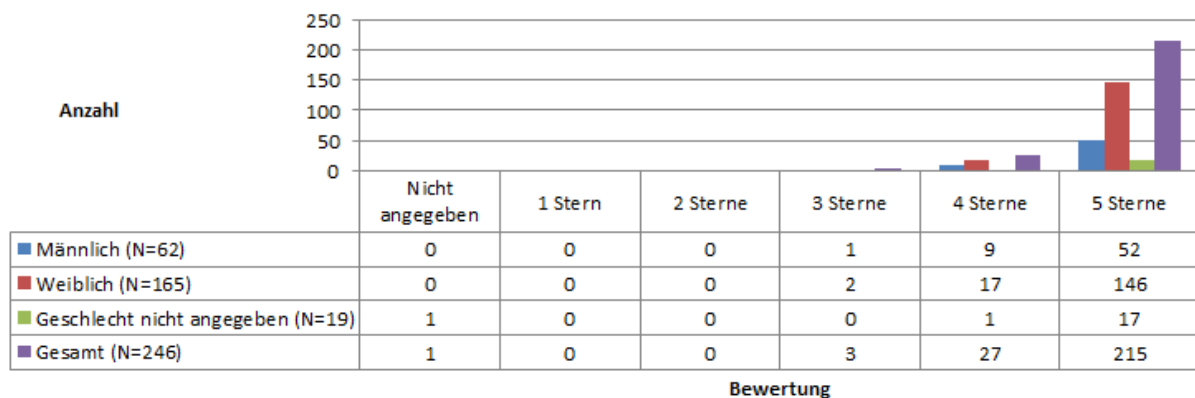 250
200
150
100
50
0
Anzahl
Nicht angegeben 1 Stern 2 Sterne 3 Sterne 4 Sterne 5 Sterne
Männlich (N=62) 0 0 0 1 9 52
Weiblich (N=165) 0 0 0 2 17 146
Geschlecht nicht angegeben (N=19) 1 0 0 0 1 17
Gesamt (N=246) 1 0 0 3 27 215
Bewertung